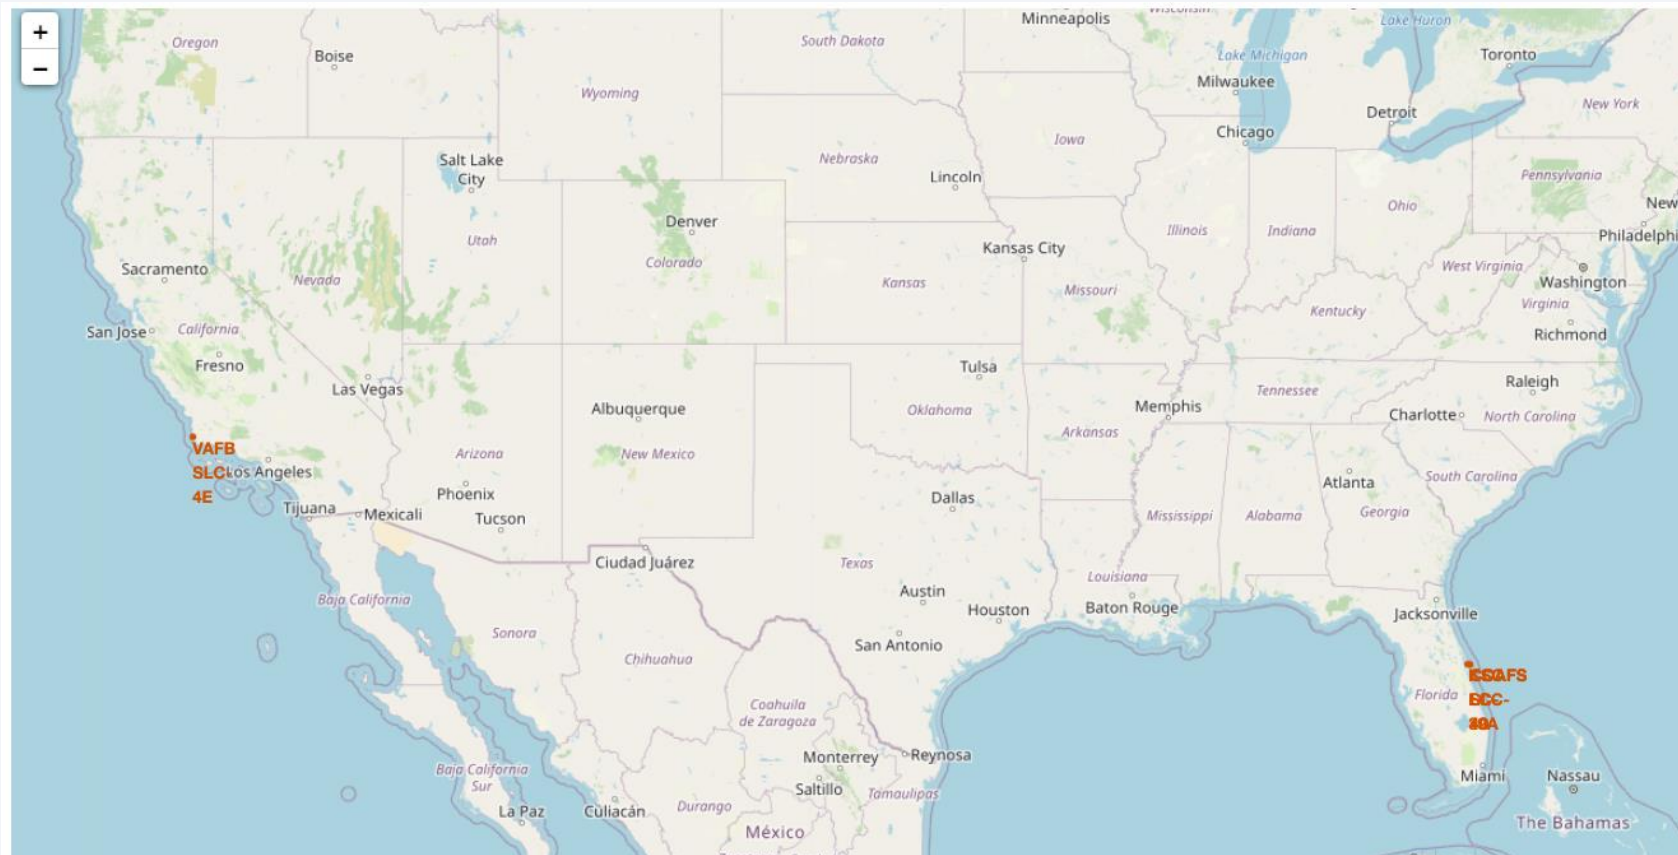 +
−
Minneapolis
Wisconsin
Lake Huron
Oregon
Boise
South Dakota
Lake Michigan
Toronto
Wyoming
Milwaukee
Detroit
New York
Chicago
Iowa
Salt Lake
City
Nebraska
Lincoln
Pennsylvania
Ohio
New
Denver
Utah
Illinois
Indiana
Philadelphi
Kansas City
Colorado
Sacramento
Nevada
Kansas
Missouri
West Virginia
Washington
Virginia
Kentucky
San Jose
California
Richmond
Fresno
Las Vegas
Tulsa
Raleigh
Tennessee
Albuquerque
Oklahoma
Memphis
Charlotte
North Carolina
Arkansas
VAFB
SLC-
4E
Los Angeles
Arizona
New Mexico
South Carolina
Atlanta
Phoenix
Dallas
Tijuana
Mexicali
Tucson
Mississippi
Alabama
Georgia
Ciudad Juárez
Texas
Louisiana
Austin
Baja California
Houston
Baton Rouge
Jacksonville
Sonora
San Antonio
Chihuahua
Florida
Coahuila
de Zaragoza
Monterrey
Reynosa
Baja California
Sur
Saltillo
Tamaulipas
Miami
Nassau
La Paz
Culiacán
Durango
The Bahamas
México